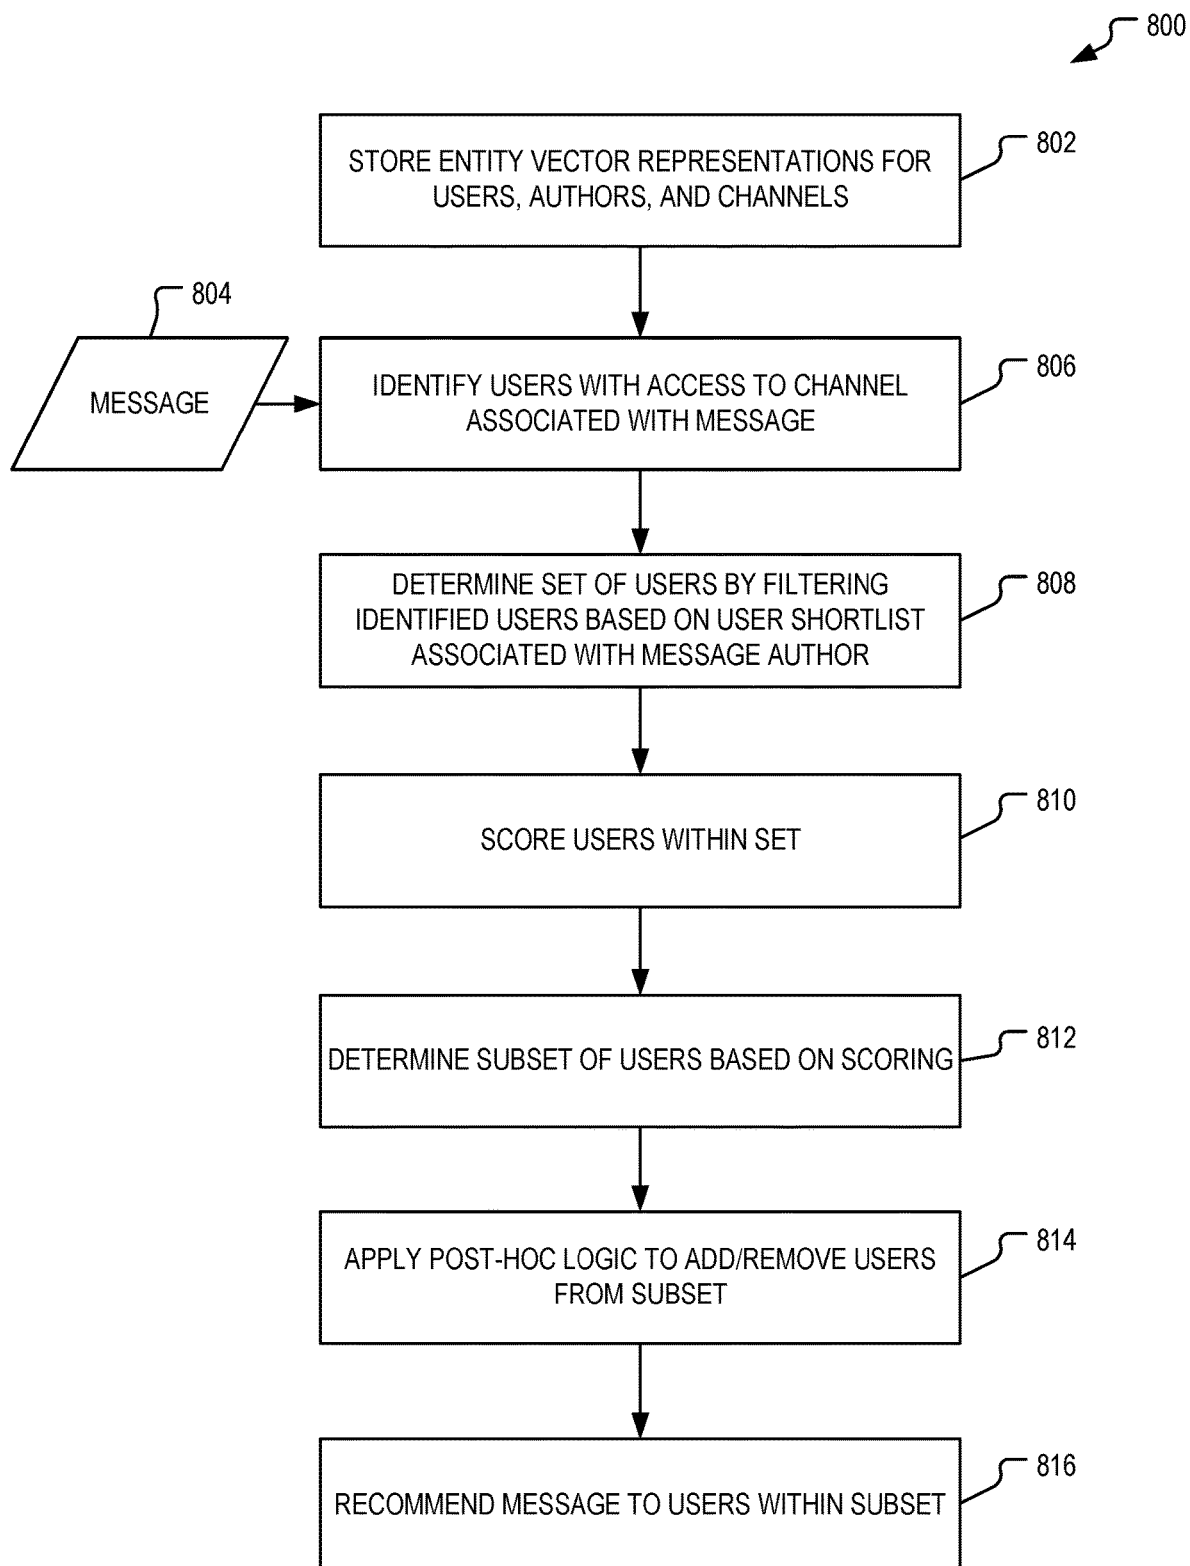 800
STORE ENTITY VECTOR REPRESENTATIONS FOR
USERS, AUTHORS, AND CHANNELS
802
804
MESSAGE
IDENTIFY USERS WITH ACCESS TO CHANNEL
ASSOCIATED WITH MESSAGE
806
DETERMINE SET OF USERS BY FILTERING
IDENTIFIED USERS BASED ON USER SHORTLIST
ASSOCIATED WITH MESSAGE AUTHOR
808
SCORE USERS WITHIN SET
810
DETERMINE SUBSET OF USERS BASED ON SCORING
812
APPLY POST-HOC LOGIC TO ADD/REMOVE USERS
FROM SUBSET
814
RECOMMEND MESSAGE TO USERS WITHIN SUBSET
816